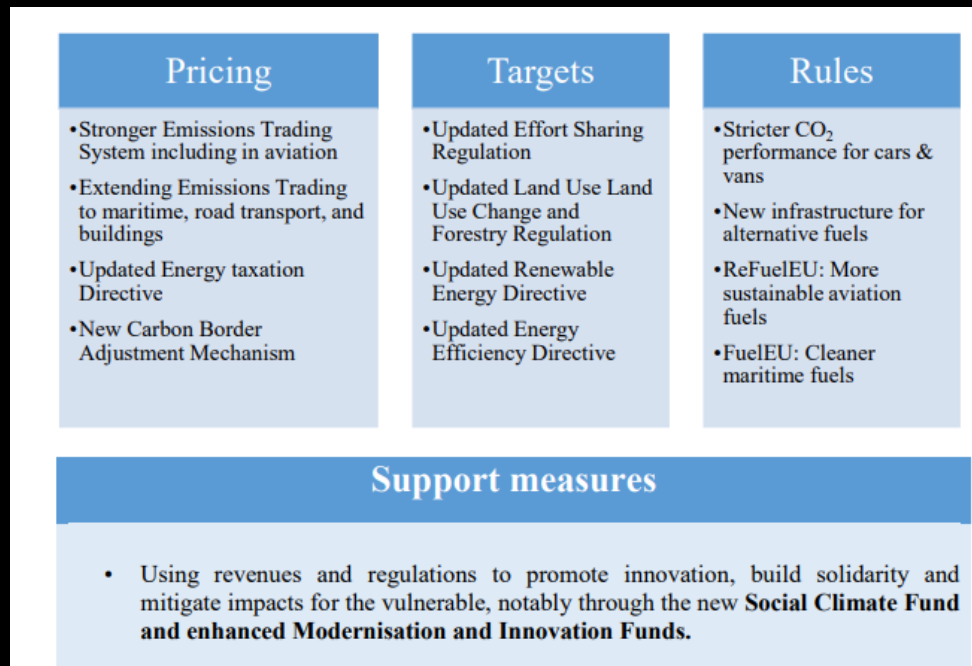 Pricing
•Stronger Emissions Trading
System including in aviation
•Extending Emissions Trading
to maritime, road transport, and
buildings
•Updated Energy taxation
Directive
•New Carbon Border
Adjustment Mechanism
Targets
•Updated Effort Sharing
Regulation
•Updated Land Use Land
Use Change and
Forestry Regulation
•Updated Renewable
Energy Directive
•Updated Energy
Efficiency Directive
Rules
•Stricter CO₂
performance for cars &
vans
•New infrastructure for
alternative fuels
•ReFuelEU: More
sustainable aviation
fuels
•FuelEU: Cleaner
maritime fuels
Support measures
• Using revenues and regulations to promote innovation, build solidarity and
mitigate impacts for the vulnerable, notably through the new Social Climate Fund
and enhanced Modernisation and Innovation Funds.